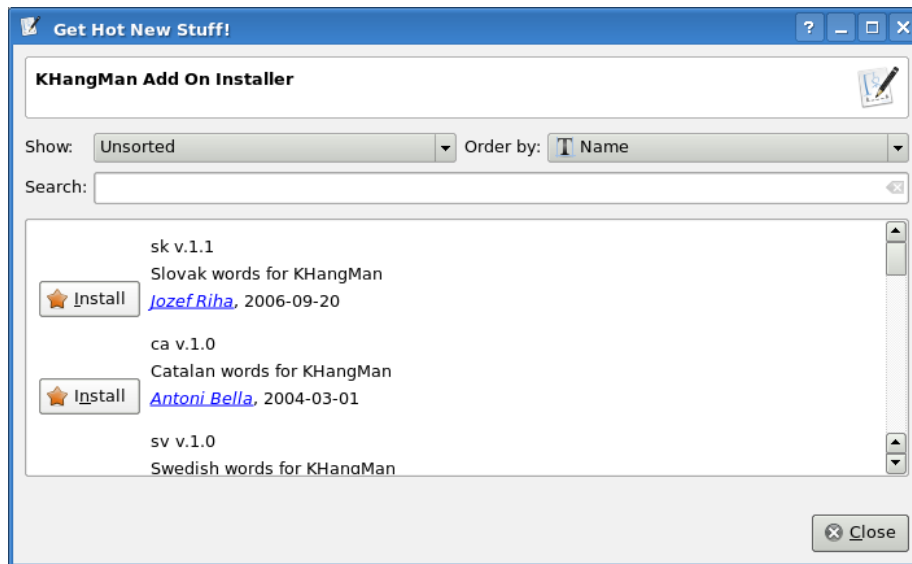 Get Hot New Stuff!
KHangMan Add On Installer
Show: Unsorted Order by: Name
Search:
sk v.1.1
Slovak words for KHangMan
Install Jozef Riha, 2006-09-20
ca v.1.0
Catalan words for KHangMan
Install Antoni Bella, 2004-03-01
sv v.1.0
Swedish words for KHangMan
Close